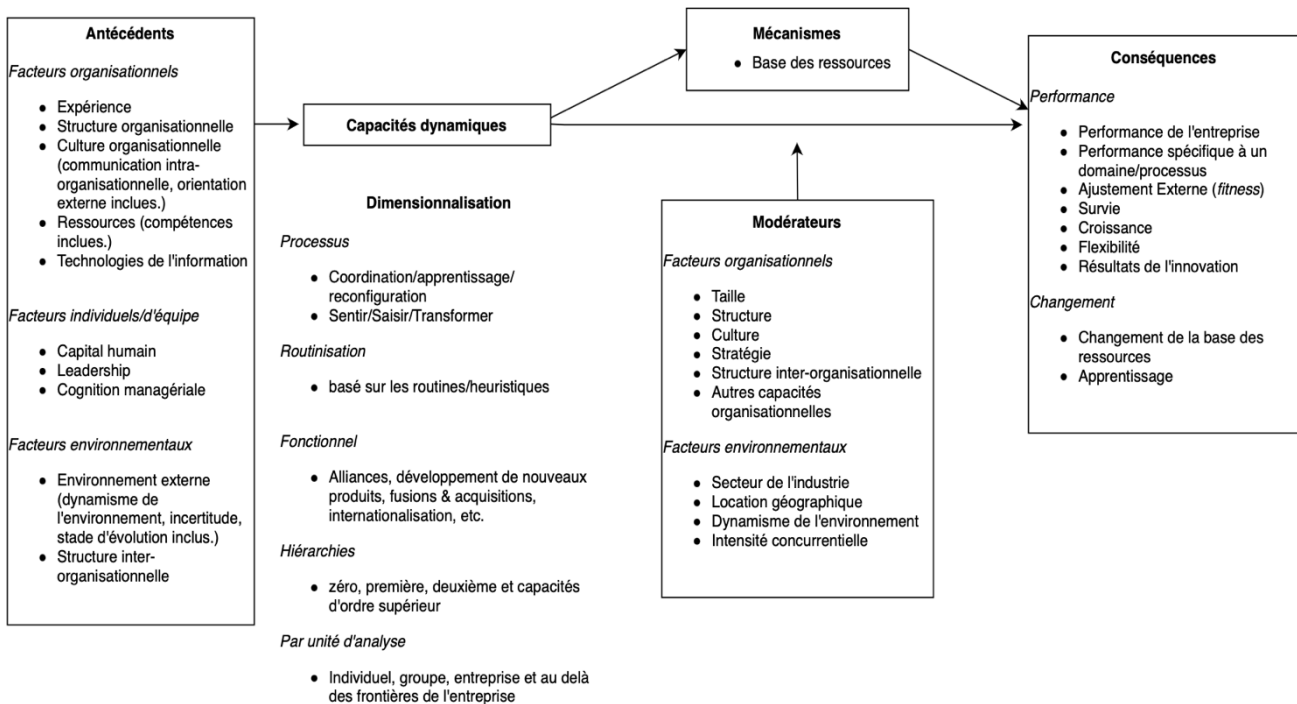 Antécédents
Facteurs organisationnels
● Expérience
● Structure organisationnelle
● Culture organisationnelle
(communication intra-
organisationnelle, orientation
externe inclues.)
● Ressources (compétences
inclues.)
● Technologies de l'information
Facteurs individuels/d'équipe
● Capital humain
● Leadership
● Cognition managériale
Facteurs environnementaux
● Environnement externe
(dynamisme de
l'environnement, incertitude,
stade d'évolution inclus.)
● Structure inter-
organisationnelle
Capacités dynamiques
Dimensionnalisation
Processus
● Coordination/apprentissage/
reconfiguration
● Sentir/Saisir/Transformer
Routinisation
● basé sur les routines/heuristiques
Fonctionnel
● Alliances, développement de nouveaux
produits, fusions & acquisitions,
internationalisation, etc.
Hiérarchies
● zéro, première, deuxième et capacités
d'ordre supérieur
Par unité d'analyse
● Individuel, groupe, entreprise et au delà
des frontières de l'entreprise
Mécanismes
● Base des ressources
Modérateurs
Facteurs organisationnels
● Taille
● Structure
● Culture
● Stratégie
● Structure inter-organisationnelle
● Autres capacités
organisationnelles
Facteurs environnementaux
● Secteur de l'industrie
● Location géographique
● Dynamisme de l'environnement
● Intensité concurrentielle
Conséquences
Performance
● Performance de l'entreprise
● Performance spécifique à un
domaine/processus
● Ajustement Externe (fitness)
● Survie
● Croissance
● Flexibilité
● Résultats de l'innovation
Changement
● Changement de la base des
ressources
● Apprentissage